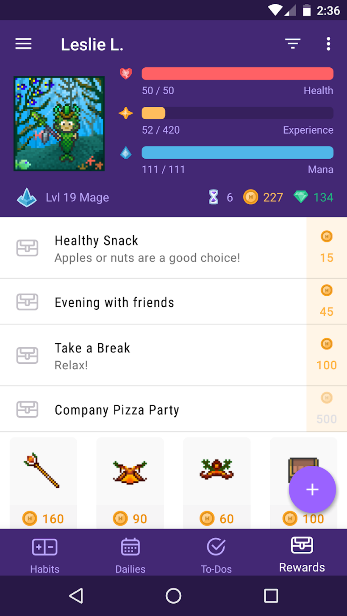 2:36
Leslie L.
50 / 50 Health
52 / 420 Experience
111 / 111 Mana
Lvl 19 Mage 6 227 134
Healthy Snack
Apples or nuts are a good choice!
15
Evening with friends
45
Take a Break
Relax!
100
Company Pizza Party
500
160 90 60 100
Habits Dailies To-Dos Rewards